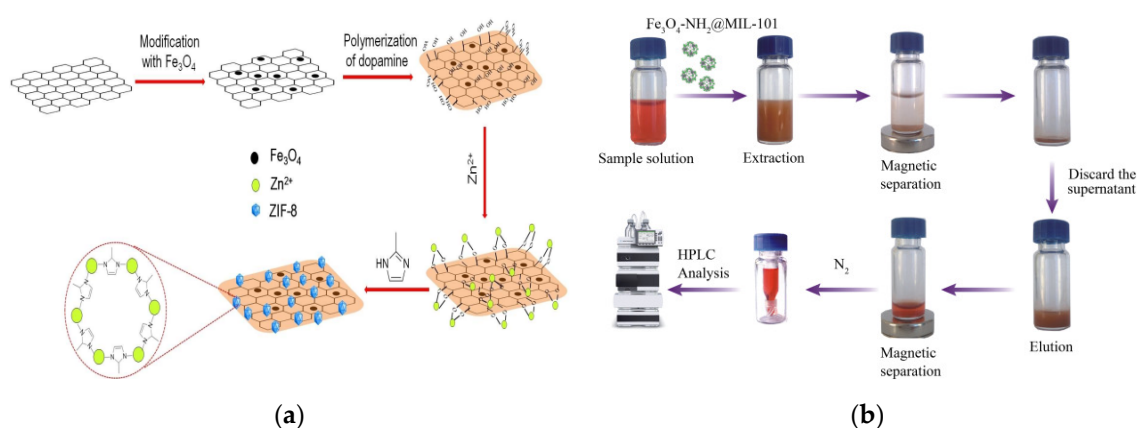 Modification
with Fe₃O₄
Polymerization
of dopamine
Zn²⁺
Fe₃O₄
Zn²⁺
ZIF-8
HN
N
(a)
Fe₃O₄-NH₂@MIL-101
Sample solution
Extraction
Magnetic
separation
Discard the
supernatant
Elution
Magnetic
separation
N₂
HPLC
Analysis
(b)